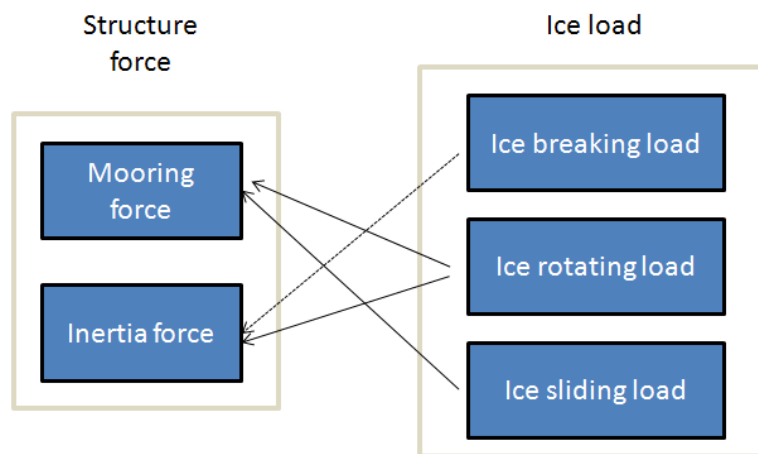 Structure
force
Ice load
Mooring
force
Inertia force
Ice breaking load
Ice rotating load
Ice sliding load